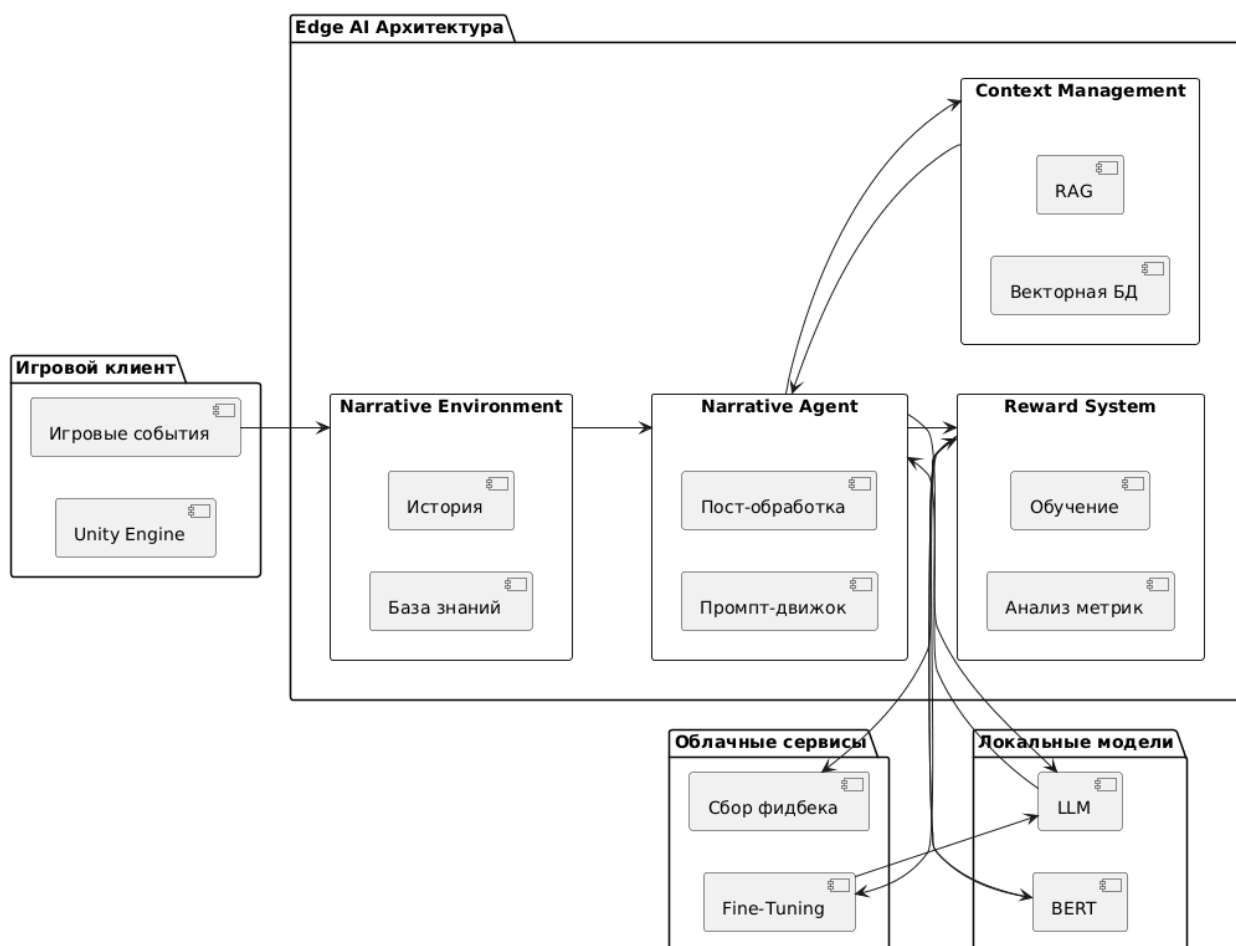 Edge AI Архитектура
Context Management
RAG
Векторная БД
Игровой клиент
Игровые события
Unity Engine
Narrative Environment
История
База знаний
Narrative Agent
Пост-обработка
Промпт-движок
Reward System
Обучение
Анализ метрик
Облачные сервисы
Сбор фидбека
Fine-Tuning
Локальные модели
LLM
BERT